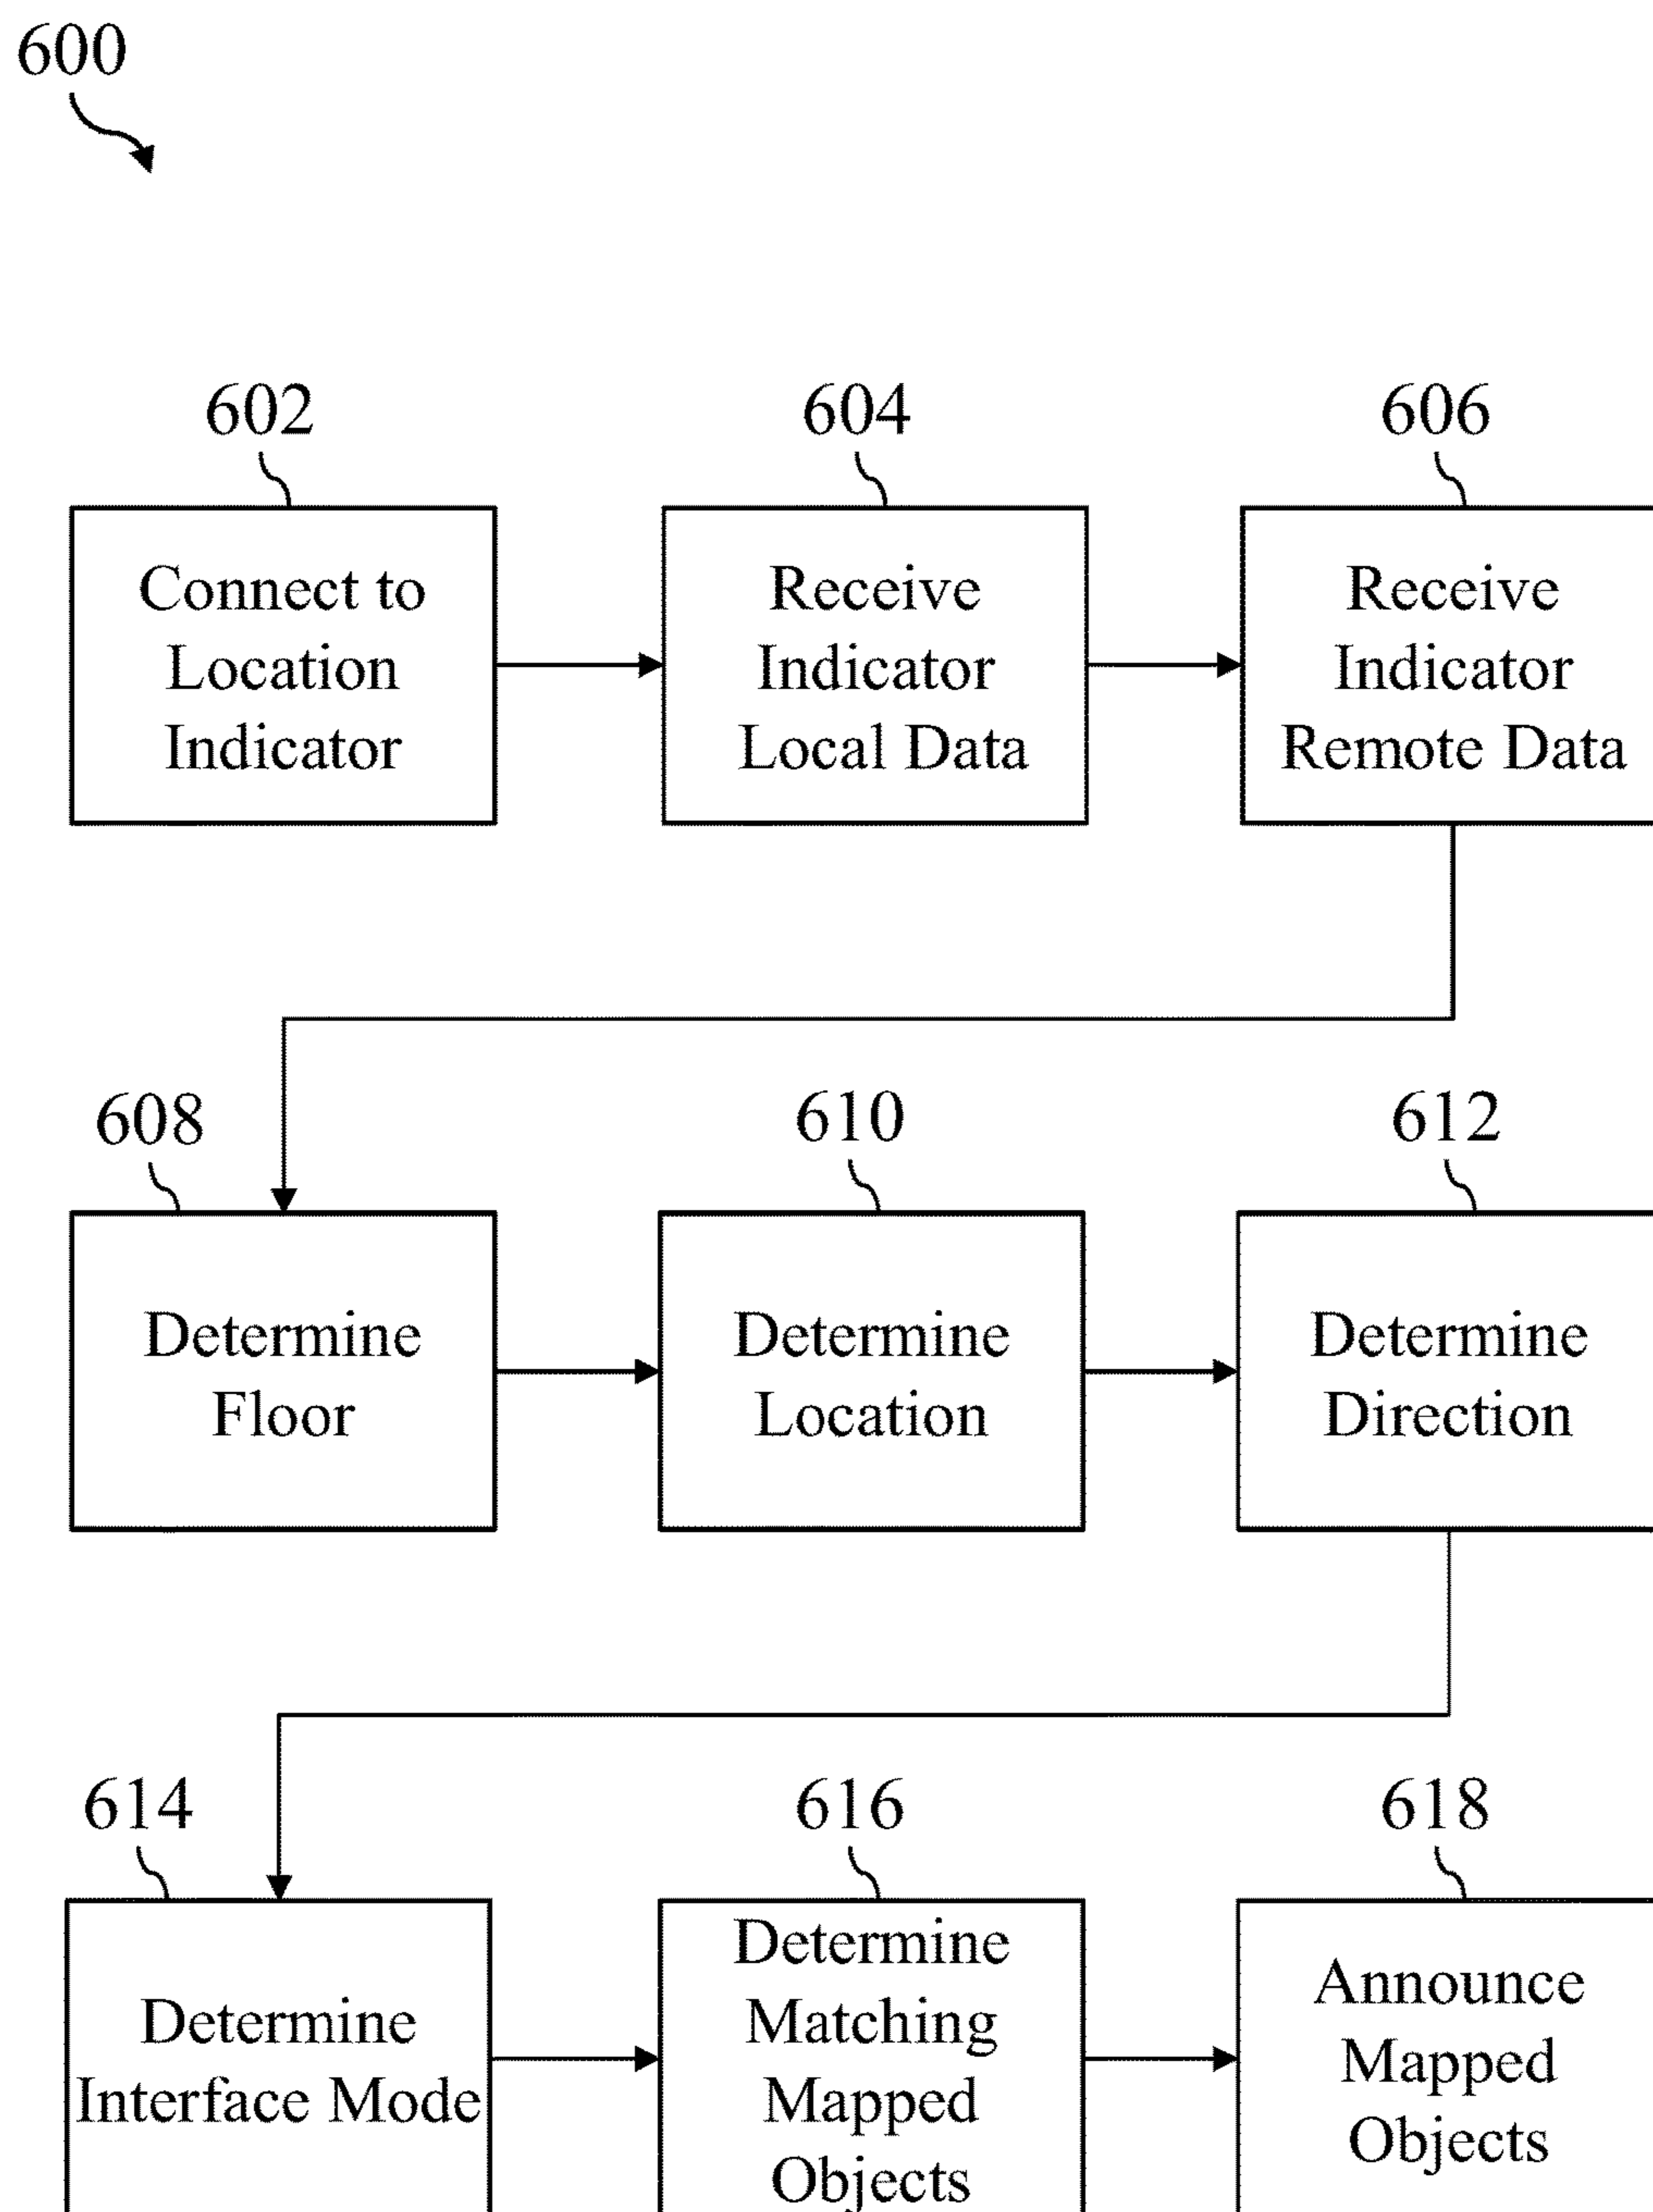 600
602
604
606
Connect to
Location
Indicator
Receive
Indicator
Local Data
Receive
Indicator
Remote Data
608
610
612
Determine
Floor
Determine
Location
Determine
Direction
614
616
618
Determine
Interface Mode
Determine
Matching
Mapped
Objects
Announce
Mapped
Objects